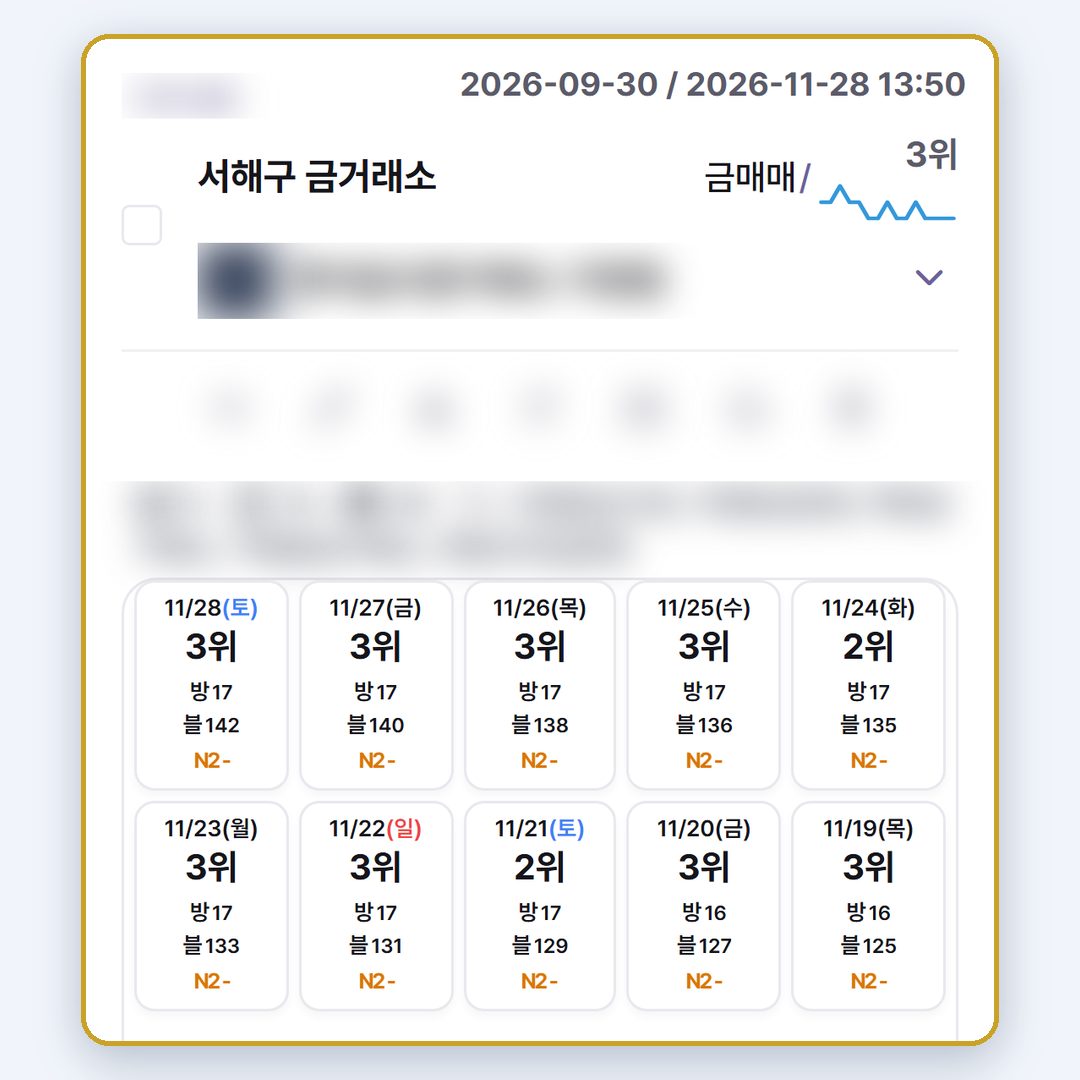 2026-09-30 / 2026-11-28 13:50
3위
서해구 금거래소
금매매/
11/28(토) 11/27(금) 11/26(목) 11/25(수) 11/24(화)
3위 3위 3위 3위 2위
방17 방17 방17 방17 방17
블142 블140 블138 블136 블135
N2- N2- N2- N2- N2-
11/23(월) 11/22(일) 11/21(토) 11/20(금) 11/19(목)
3위 3위 2위 3위 3위
방17 방17 방17 방16 방16
블133 블131 블129 블127 블125
N2- N2- N2- N2- N2-